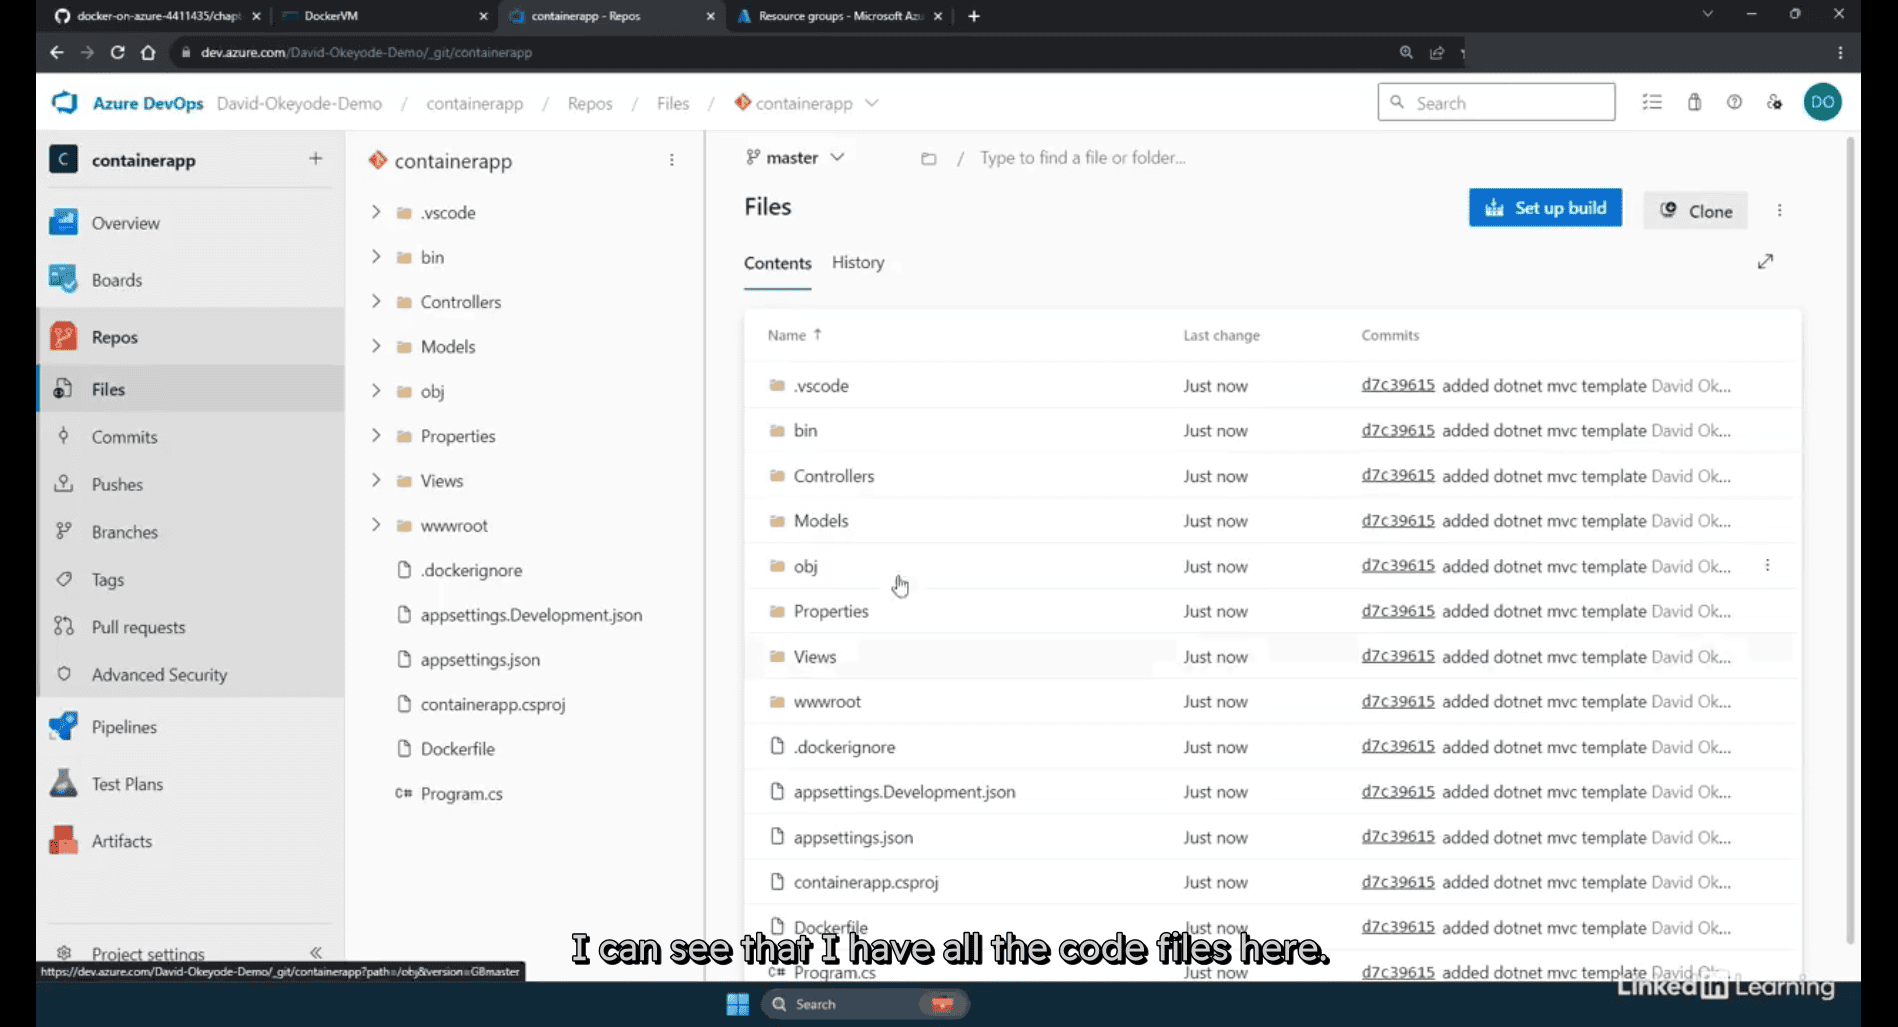 docker-on-azure-4411435/chapt
DockerVM
containerapp - Repos
Resource groups - Microsoft Azu
dev.azure.com/David-Okeyode-Demo/_git/containerapp
Azure DevOps David-Okeyode-Demo / containerapp / Repos / Files / containerapp
Search
DO
C containerapp
Overview
Boards
Repos
Files
Commits
Pushes
Branches
Tags
Pull requests
Advanced Security
Pipelines
Test Plans
Artifacts
Project settings
https://dev.azure.com/David-Okeyode-Demo/_git/containerapp?path=/obj&version=GBmaster
containerapp
.vscode
bin
Controllers
Models
obj
Properties
Views
wwwroot
.dockerignore
appsettings.Development.json
appsettings.json
containerapp.csproj
Dockerfile
C# Program.cs
master / Type to find a file or folder...
Files
Set up build
Clone
Contents History
Name ↑ Last change Commits
.vscode Just now d7c39615 added dotnet mvc template David Ok...
bin Just now d7c39615 added dotnet mvc template David Ok...
Controllers Just now d7c39615 added dotnet mvc template David Ok...
Models Just now d7c39615 added dotnet mvc template David Ok...
obj Just now d7c39615 added dotnet mvc template David Ok...
Properties Just now d7c39615 added dotnet mvc template David Ok...
Views Just now d7c39615 added dotnet mvc template David Ok...
wwwroot Just now d7c39615 added dotnet mvc template David Ok...
.dockerignore Just now d7c39615 added dotnet mvc template David Ok...
appsettings.Development.json Just now d7c39615 added dotnet mvc template David Ok...
appsettings.json Just now d7c39615 added dotnet mvc template David Ok...
containerapp.csproj Just now d7c39615 added dotnet mvc template David Ok...
Dockerfile Just now d7c39615 added dotnet mvc template David Ok...
C# Program.cs Just now d7c39615 added dotnet mvc template David Ok...
I can see that I have all the code files here.
LinkedIn Learning
Search